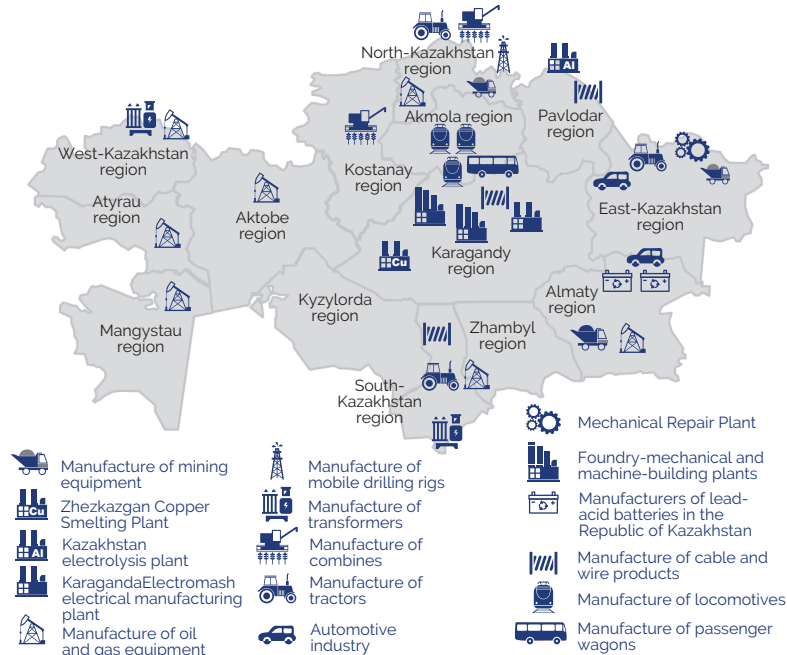 North-Kazakhstan
region
Akmola region
Pavlodar
region
West-Kazakhstan
region
Kostanay
region
Atyrau
region
Aktobe
region
East-Kazakhstan
region
Karagandy
region
Cu
Al
Kyzylorda
region
Almaty
Zhambyl
region
Mangystau
region
South-
Kazakhstan
region
Manufacture of mining
equipment
Cu
Zhezkazgan Copper
Smelting Plant
Al
Kazakhstan
electrolysis plant
KaragandaElectromash
electrical manufacturing
plant
Manufacture of oil
and gas equipment
Manufacture of
mobile drilling rigs
Manufacture of
transformers
Manufacture of
combines
Manufacture of
tractors
Automotive
industry
Mechanical Repair Plant
Foundry-mechanical and
machine-building plants
Manufacturers of lead-
acid batteries in the
Republic of Kazakhstan
Manufacture of cable and
wire products
Manufacture of locomotives
Manufacture of passenger
wagons